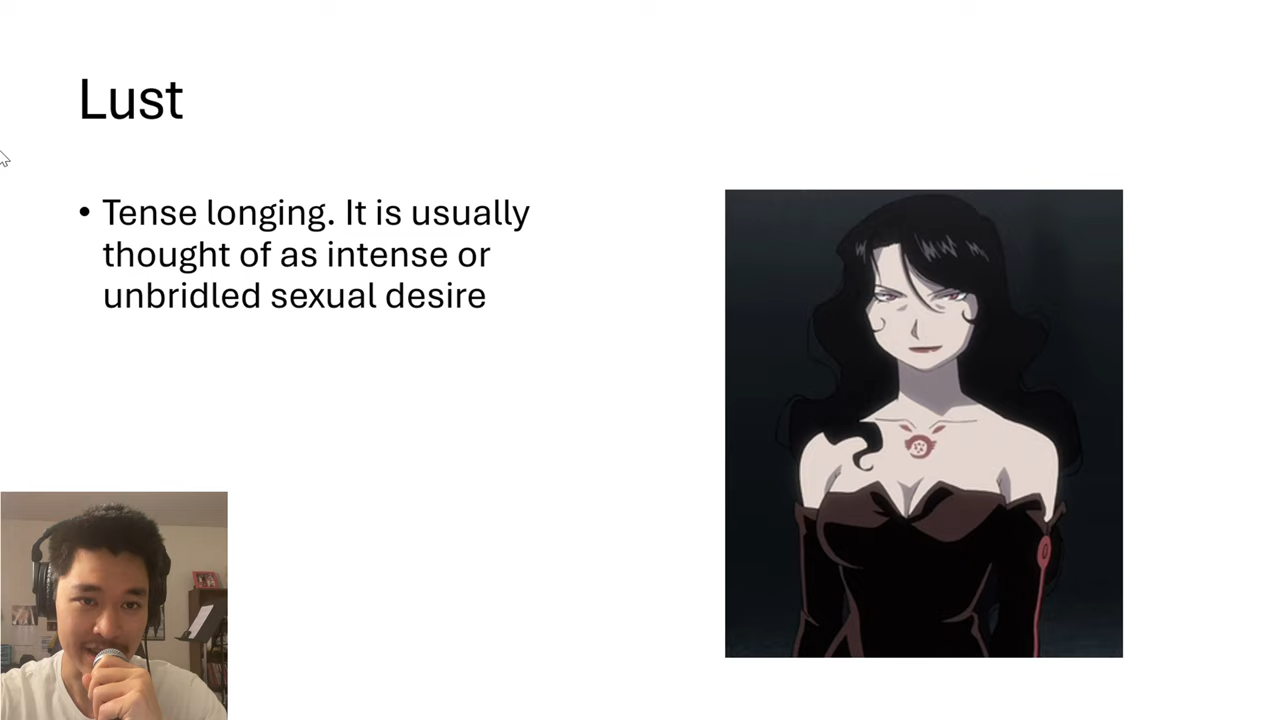 Lust
• Tense longing. It is usually
thought of as intense or
unbridled sexual desire